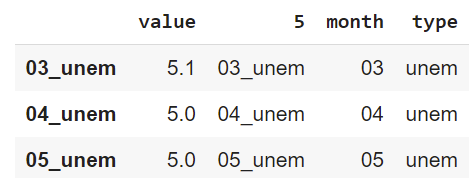 value 5 month type
03_unem 5.1 03_unem 03 unem
04_unem 5.0 04_unem 04 unem
05_unem 5.0 05_unem 05 unem